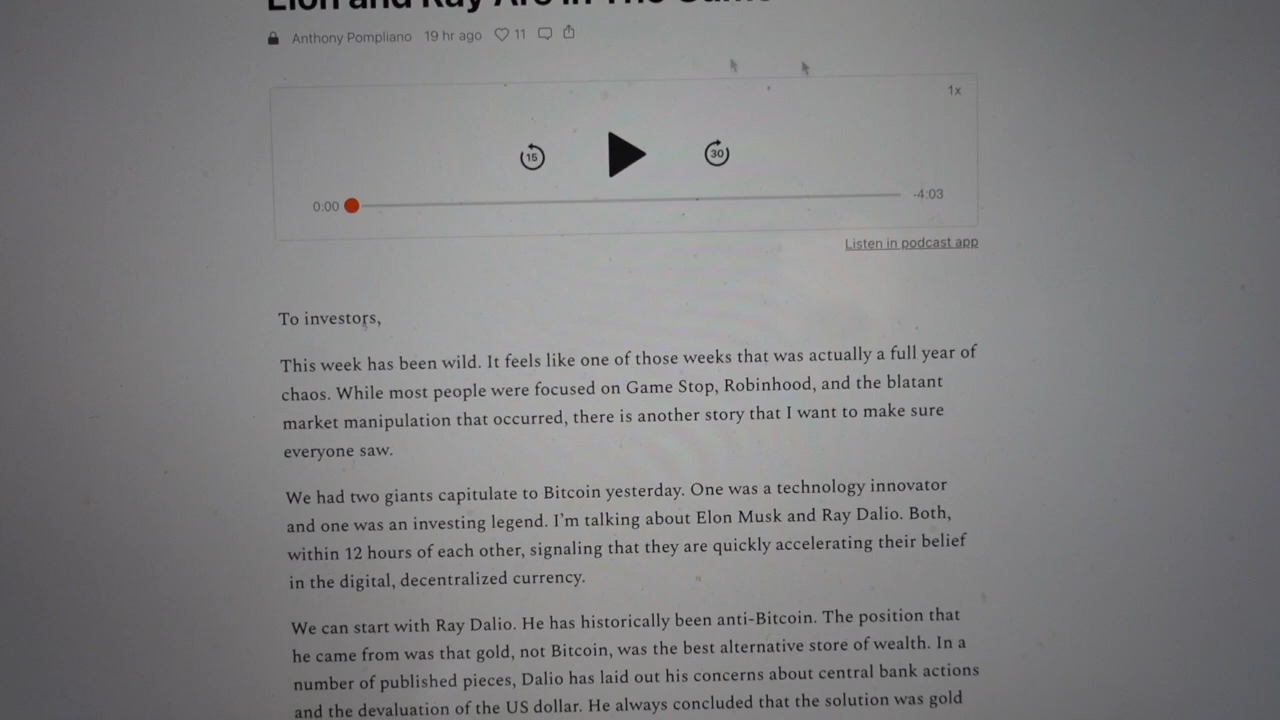 Elon and Ray Are In The Game
Anthony Pompliano 19 hr ago 11
1x
15
30
0:00
-4:03
Listen in podcast app
To investors,
This week has been wild. It feels like one of those weeks that was actually a full year of
chaos. While most people were focused on Game Stop, Robinhood, and the blatant
market manipulation that occurred, there is another story that I want to make sure
everyone saw.
We had two giants capitulate to Bitcoin yesterday. One was a technology innovator
and one was an investing legend. I'm talking about Elon Musk and Ray Dalio. Both,
within 12 hours of each other, signaling that they are quickly accelerating their belief
in the digital, decentralized currency.
We can start with Ray Dalio. He has historically been anti-Bitcoin. The position that
he came from was that gold, not Bitcoin, was the best alternative store of wealth. In a
number of published pieces, Dalio has laid out his concerns about central bank actions
and the devaluation of the US dollar. He always concluded that the solution was gold